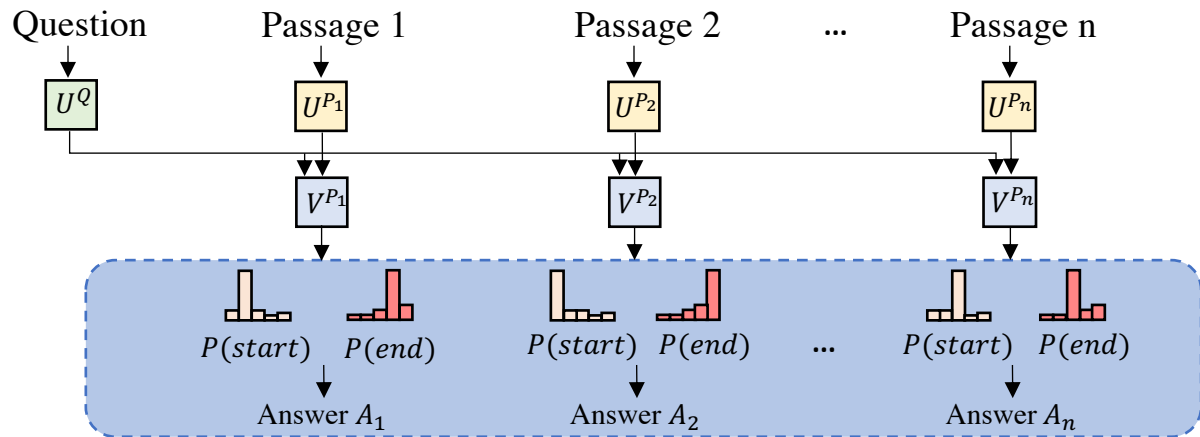 Question Passage 1 Passage 2 ... Passage n
U^Q U^{P_1} U^{P_2} U^{P_n}
V^{P_1} V^{P_2} V^{P_n}
P(start) P(end) P(start) P(end) ... P(start) P(end)
Answer A_1 Answer A_2 Answer A_n